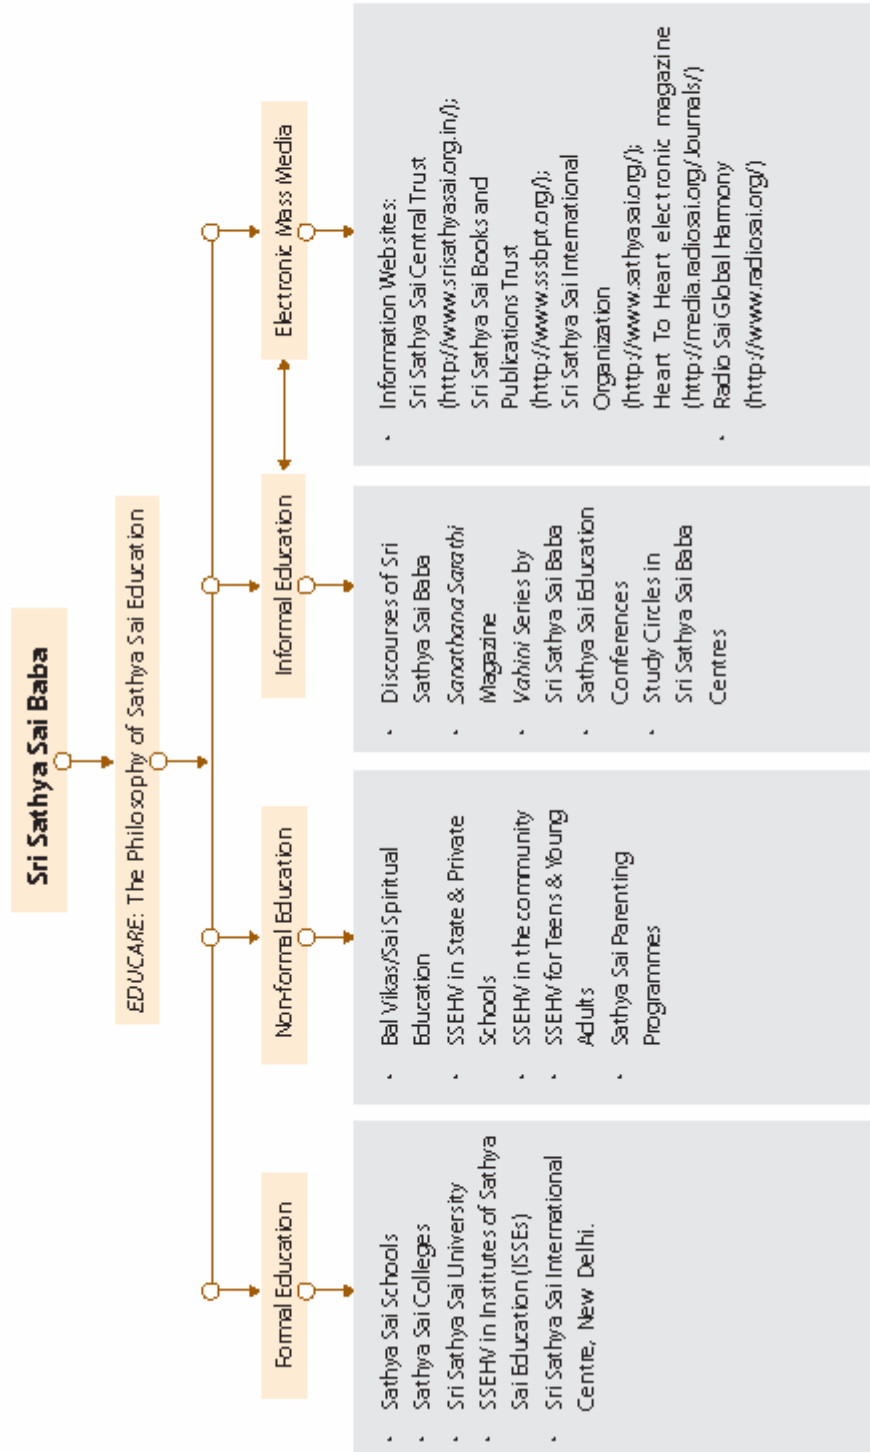 Sri Sathya Sai Baba
EDUCARE: The Philosophy of Sathya Sai Education
Formal Education
• Sathya Sai Schools
• Sathya Sai Colleges
• Sri Sathya Sai University
• SSEHV in Institutes of Sathya
Sai Education (ISSEs)
• Sri Sathya Sai International
Centre, New Delhi.
Non-formal Education
• Bal Vikas/Sai Spiritual
Education
• SSEHV in State & Private
Schools
• SSEHV in the community
• SSEHV for Teens & Young
Adults
• Sathya Sai Parenting
Programmes
Informal Education
• Discourses of Sri
Sathya Sai Baba
• Sanathana Sarathi
Magazine
• Vahini Series by
Sri Sathya Sai Baba
• Sathya Sai Education
Conferences
• Study Circles in
Sri Sathya Sai Baba
Centres
Electronic Mass Media
• Information Websites:
Sri Sathya Sai Central Trust
(http://www.srisathyasai.org.in/);
Sri Sathya Sai Books and
Publications Trust
(http://www.sssbpt.org/);
Sri Sathya Sai International
Organization
(http://www.sathyasai.org/);
Heart To Heart electronic magazine
(http://media.radiosai.org/Journals/)
• Radio Sai Global Harmony
(http://www.radiosai.org/)